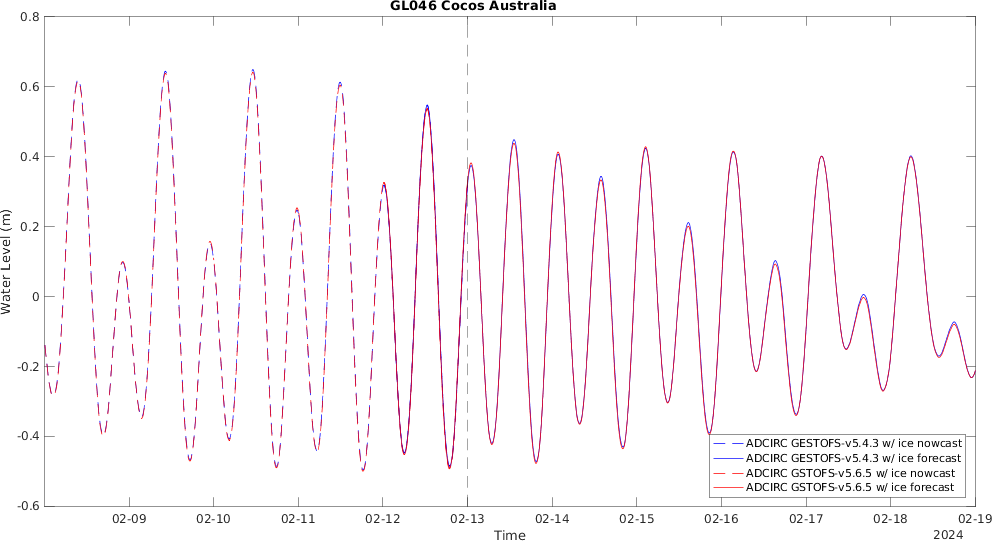 GL046 Cocos Australia
0.8
0.6
0.4
0.2
0
-0.2
-0.4
-0.6
Water Level (m)
ADCIRC GESTOFS-v5.4.3 w/ ice nowcast
ADCIRC GESTOFS-v5.4.3 w/ ice forecast
ADCIRC GSTOFS-v5.6.5 w/ ice nowcast
ADCIRC GSTOFS-v5.6.5 w/ ice forecast
02-09 02-10 02-11 02-12 02-13 02-14 02-15 02-16 02-17 02-18 02-19
Time
2024